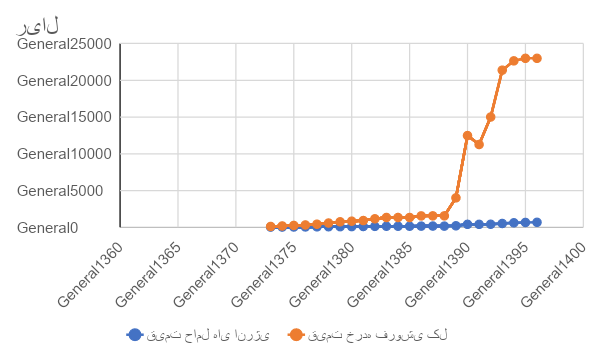 ریال
General25000
General20000
General15000
General10000
General5000
General0
General1360
General1365
General1370
General1375
General1380
General1385
General1390
General1395
General1400
قیمت حامل های انرژی
قیمت خرده فروشی کل